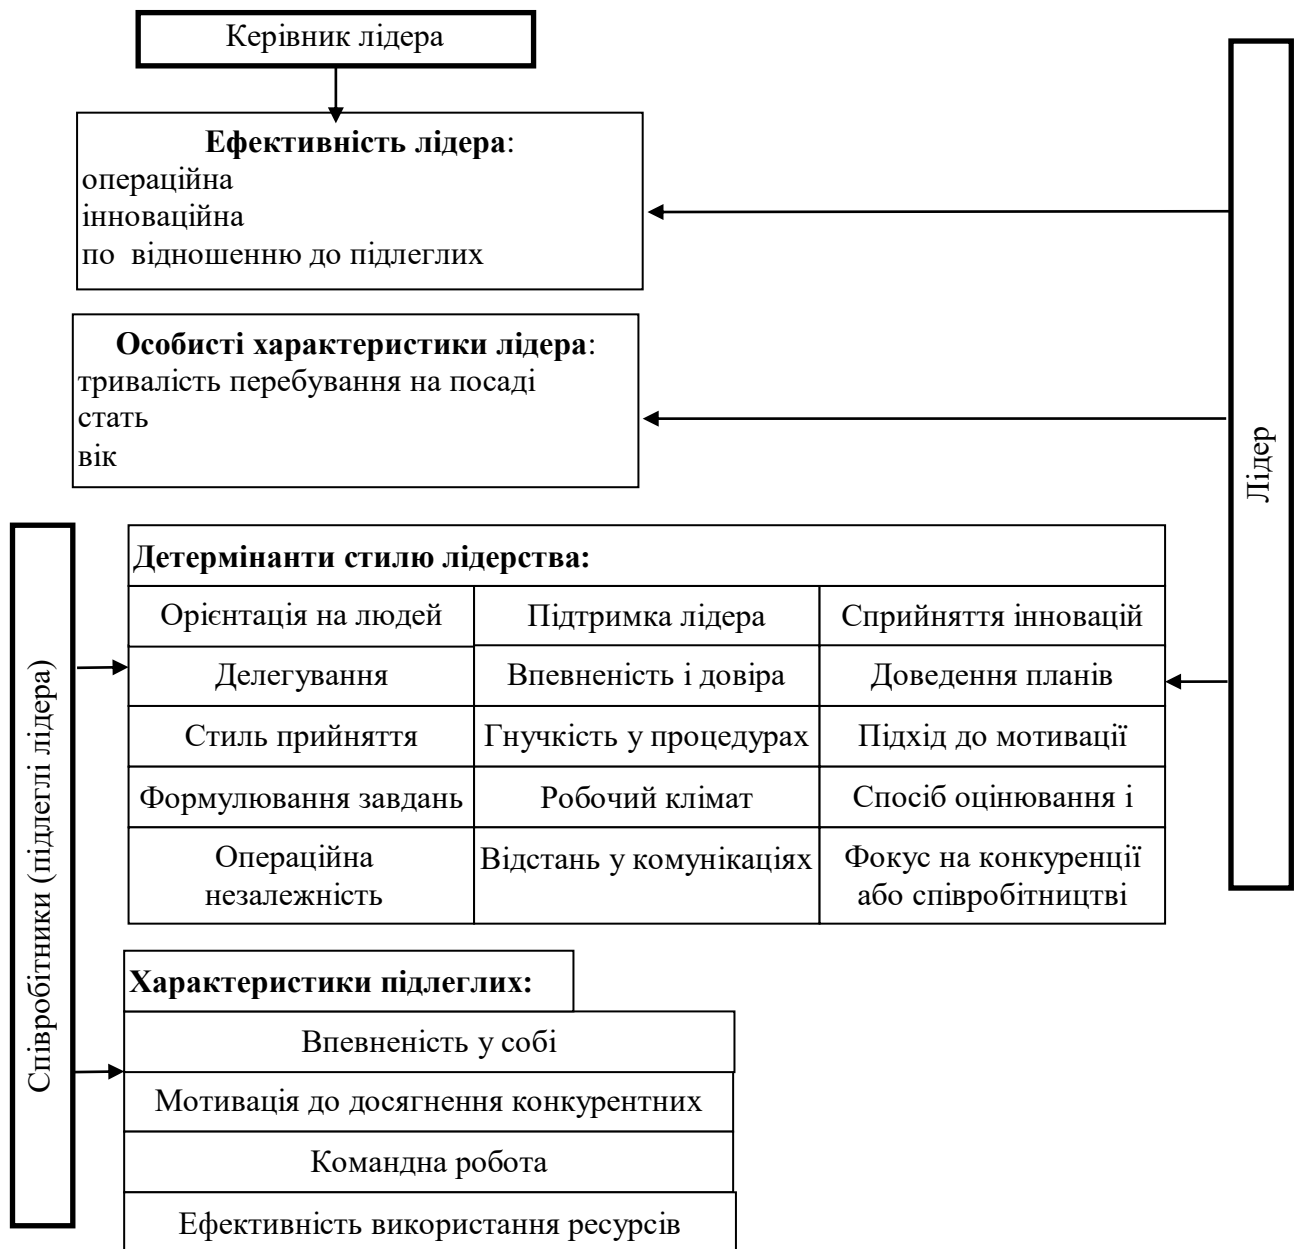 Керівник лідера
Ефективність лідера:
операційна
інноваційна
по відношенню до підлеглих
Особисті характеристики лідера:
тривалість перебування на посаді
стать
вік
Лідер
Співробітники (підлеглі лідера)
Детермінанти стилю лідерства:
Орієнтація на людей
Підтримка лідера
Сприйняття інновацій
Делегування
Впевненість і довіра
Доведення планів
Стиль прийняття
Гнучкість у процедурах
Підхід до мотивації
Формулювання завдань
Робочий клімат
Спосіб оцінювання і
Операційна
незалежність
Відстань у комунікаціях
Фокус на конкуренції
або співробітництві
Характеристики підлеглих:
Впевненість у собі
Мотивація до досягнення конкурентних
Командна робота
Ефективність використання ресурсів